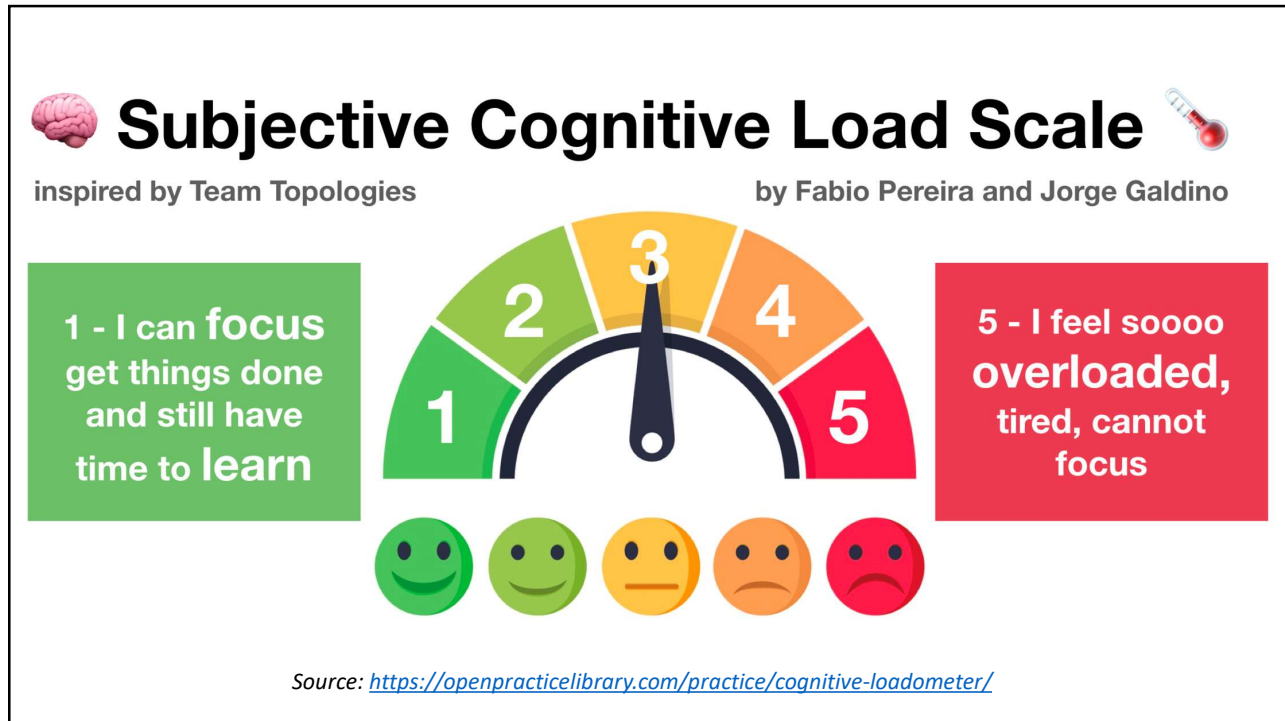 Subjective Cognitive Load Scale
inspired by Team Topologies
by Fabio Pereira and Jorge Galdino
1 - I can focus
get things done
and still have
time to learn
1
2
3
4
5
5 - I feel soooo
overloaded,
tired, cannot
focus
Source: https://openpracticelibrary.com/practice/cognitive-loadometer/